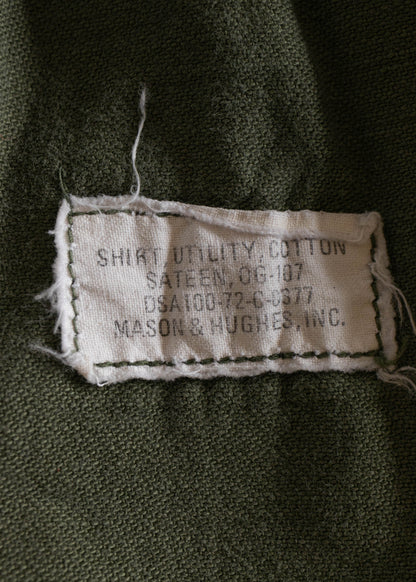 SHIRT, UTILITY, COTTON
SATEEN, OG-107
DSA100-72-C-0377
MASON & HUGHES, INC.